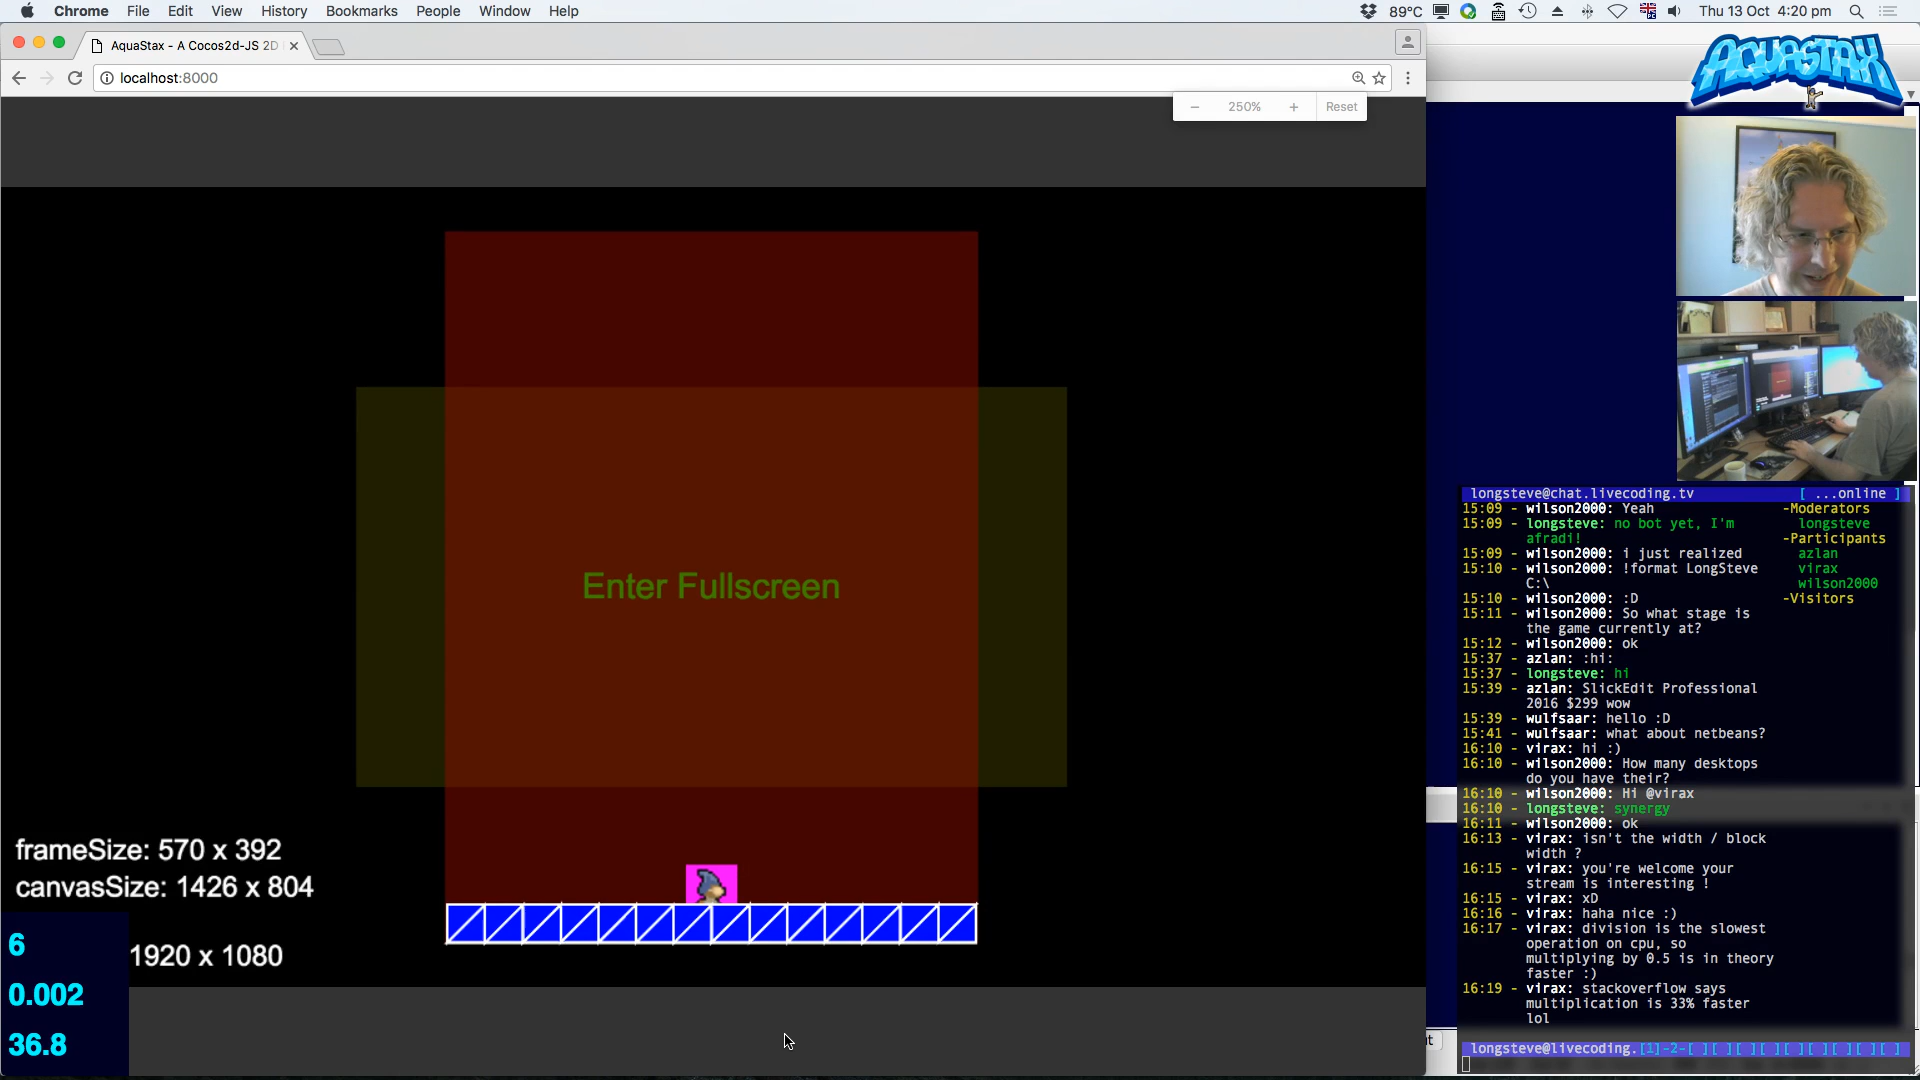 Chrome File Edit View History Bookmarks People Window Help
89°C Thu 13 Oct 4:20 pm
AquaStax - A Cocos2d-JS 2D
localhost:8000
250% Reset
AQUASTAX
Enter Fullscreen
frameSize: 570 x 392
canvasSize: 1426 x 804
1920 x 1080
6
0.002
36.8
longsteve@chat.livecoding.tv [ ...online ]
15:09 - wilson2000: Yeah
15:09 - longsteve: no bot yet, I'm
afradi!
15:09 - wilson2000: i just realized
15:10 - wilson2000: !format LongSteve
C:\
15:10 - wilson2000: :D
15:11 - wilson2000: So what stage is
the game currently at?
15:12 - wilson2000: ok
15:37 - azlan: :hi:
15:37 - longsteve: hi
15:39 - azlan: SlickEdit Professional
2016 $299 wow
15:39 - wulfsaar: hello :D
15:41 - wulfsaar: what about netbeans?
16:10 - virax: hi :)
16:10 - wilson2000: How many desktops
do you have their?
16:10 - wilson2000: Hi @virax
16:10 - longsteve: synergy
16:11 - wilson2000: ok
16:13 - virax: isn't the width / block
width ?
16:15 - virax: you're welcome your
stream is interesting !
16:15 - virax: xD
16:16 - virax: haha nice :)
16:17 - virax: division is the slowest
operation on cpu, so
multiplying by 0.5 is in theory
faster :)
16:19 - virax: stackoverflow says
multiplication is 33% faster
lol
-Moderators
longsteve
-Participants
azlan
virax
wilson2000
-Visitors
longsteve@livecoding.[1]-2-[ ][ ][ ][ ][ ][ ][ ][ ][ ]